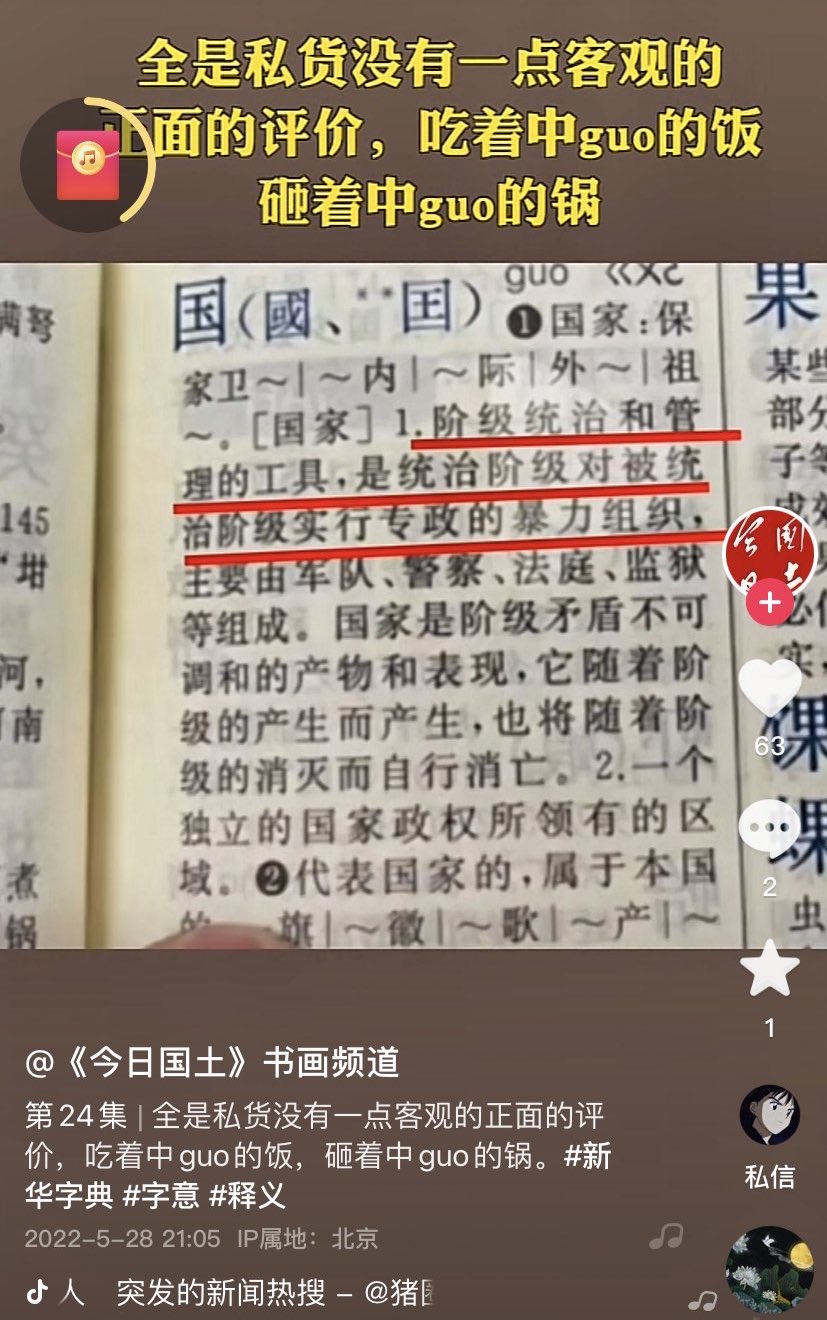 全是私货没有一点客观的
正面的评价，吃着中guo的饭
砸着中guo的锅
国(國、囯) guó ㄍㄨㄛˊ
❶国家：保
家卫～|～内|～际|外～|祖
～。[国家] 1.阶级统治和管
理的工具，是统治阶级对被统
治阶级实行专政的暴力组织，
主要由军队、警察、法庭、监狱
等组成。国家是阶级矛盾不可
调和的产物和表现，它随着阶
级的产生而产生，也将随着阶
级的消灭而自行消亡。2.一个
独立的国家政权所领有的区
域。❷代表国家的，属于本国
旗|～徽|～歌|～产|～
145
“坩
河，
南
煮
锅
果
某些
部分
子等
虫
63
2
1
私信
@《今日国土》书画频道
第24集 | 全是私货没有一点客观的正面的评
价，吃着中guo的饭，砸着中guo的锅。#新
华字典 #字意 #释义
2022-5-28 21:05 IP属地：北京
人 突发的新闻热搜 - @猪